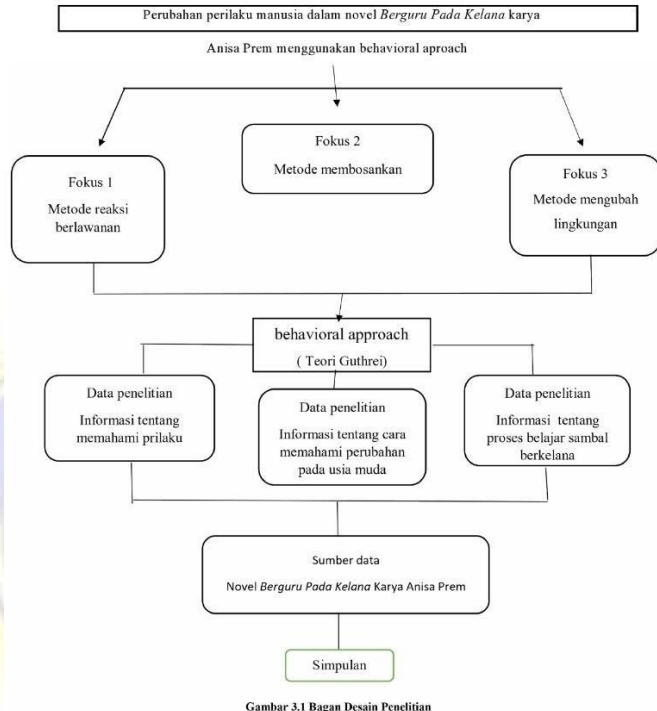 Perubahan perilaku manusia dalam novel Berguru Pada Kelana karya
Anisa Prem menggunakan behavioral aproach
Fokus 1
Metode reaksi
berlawanan
Fokus 2
Metode membosankan
Fokus 3
Metode mengubah
lingkungan
behavioral approach
( Teori Guthrei)
Data penelitian
Informasi tentang
memahami prilaku
Data penelitian
Informasi tentang cara
memahami perubahan
pada usia muda
Data penelitian
Informasi tentang
proses belajar sambal
berkelana
Sumber data
Novel Berguru Pada Kelana Karya Anisa Prem
Simpulan
Gambar 3.1 Bagan Desain Penelitian